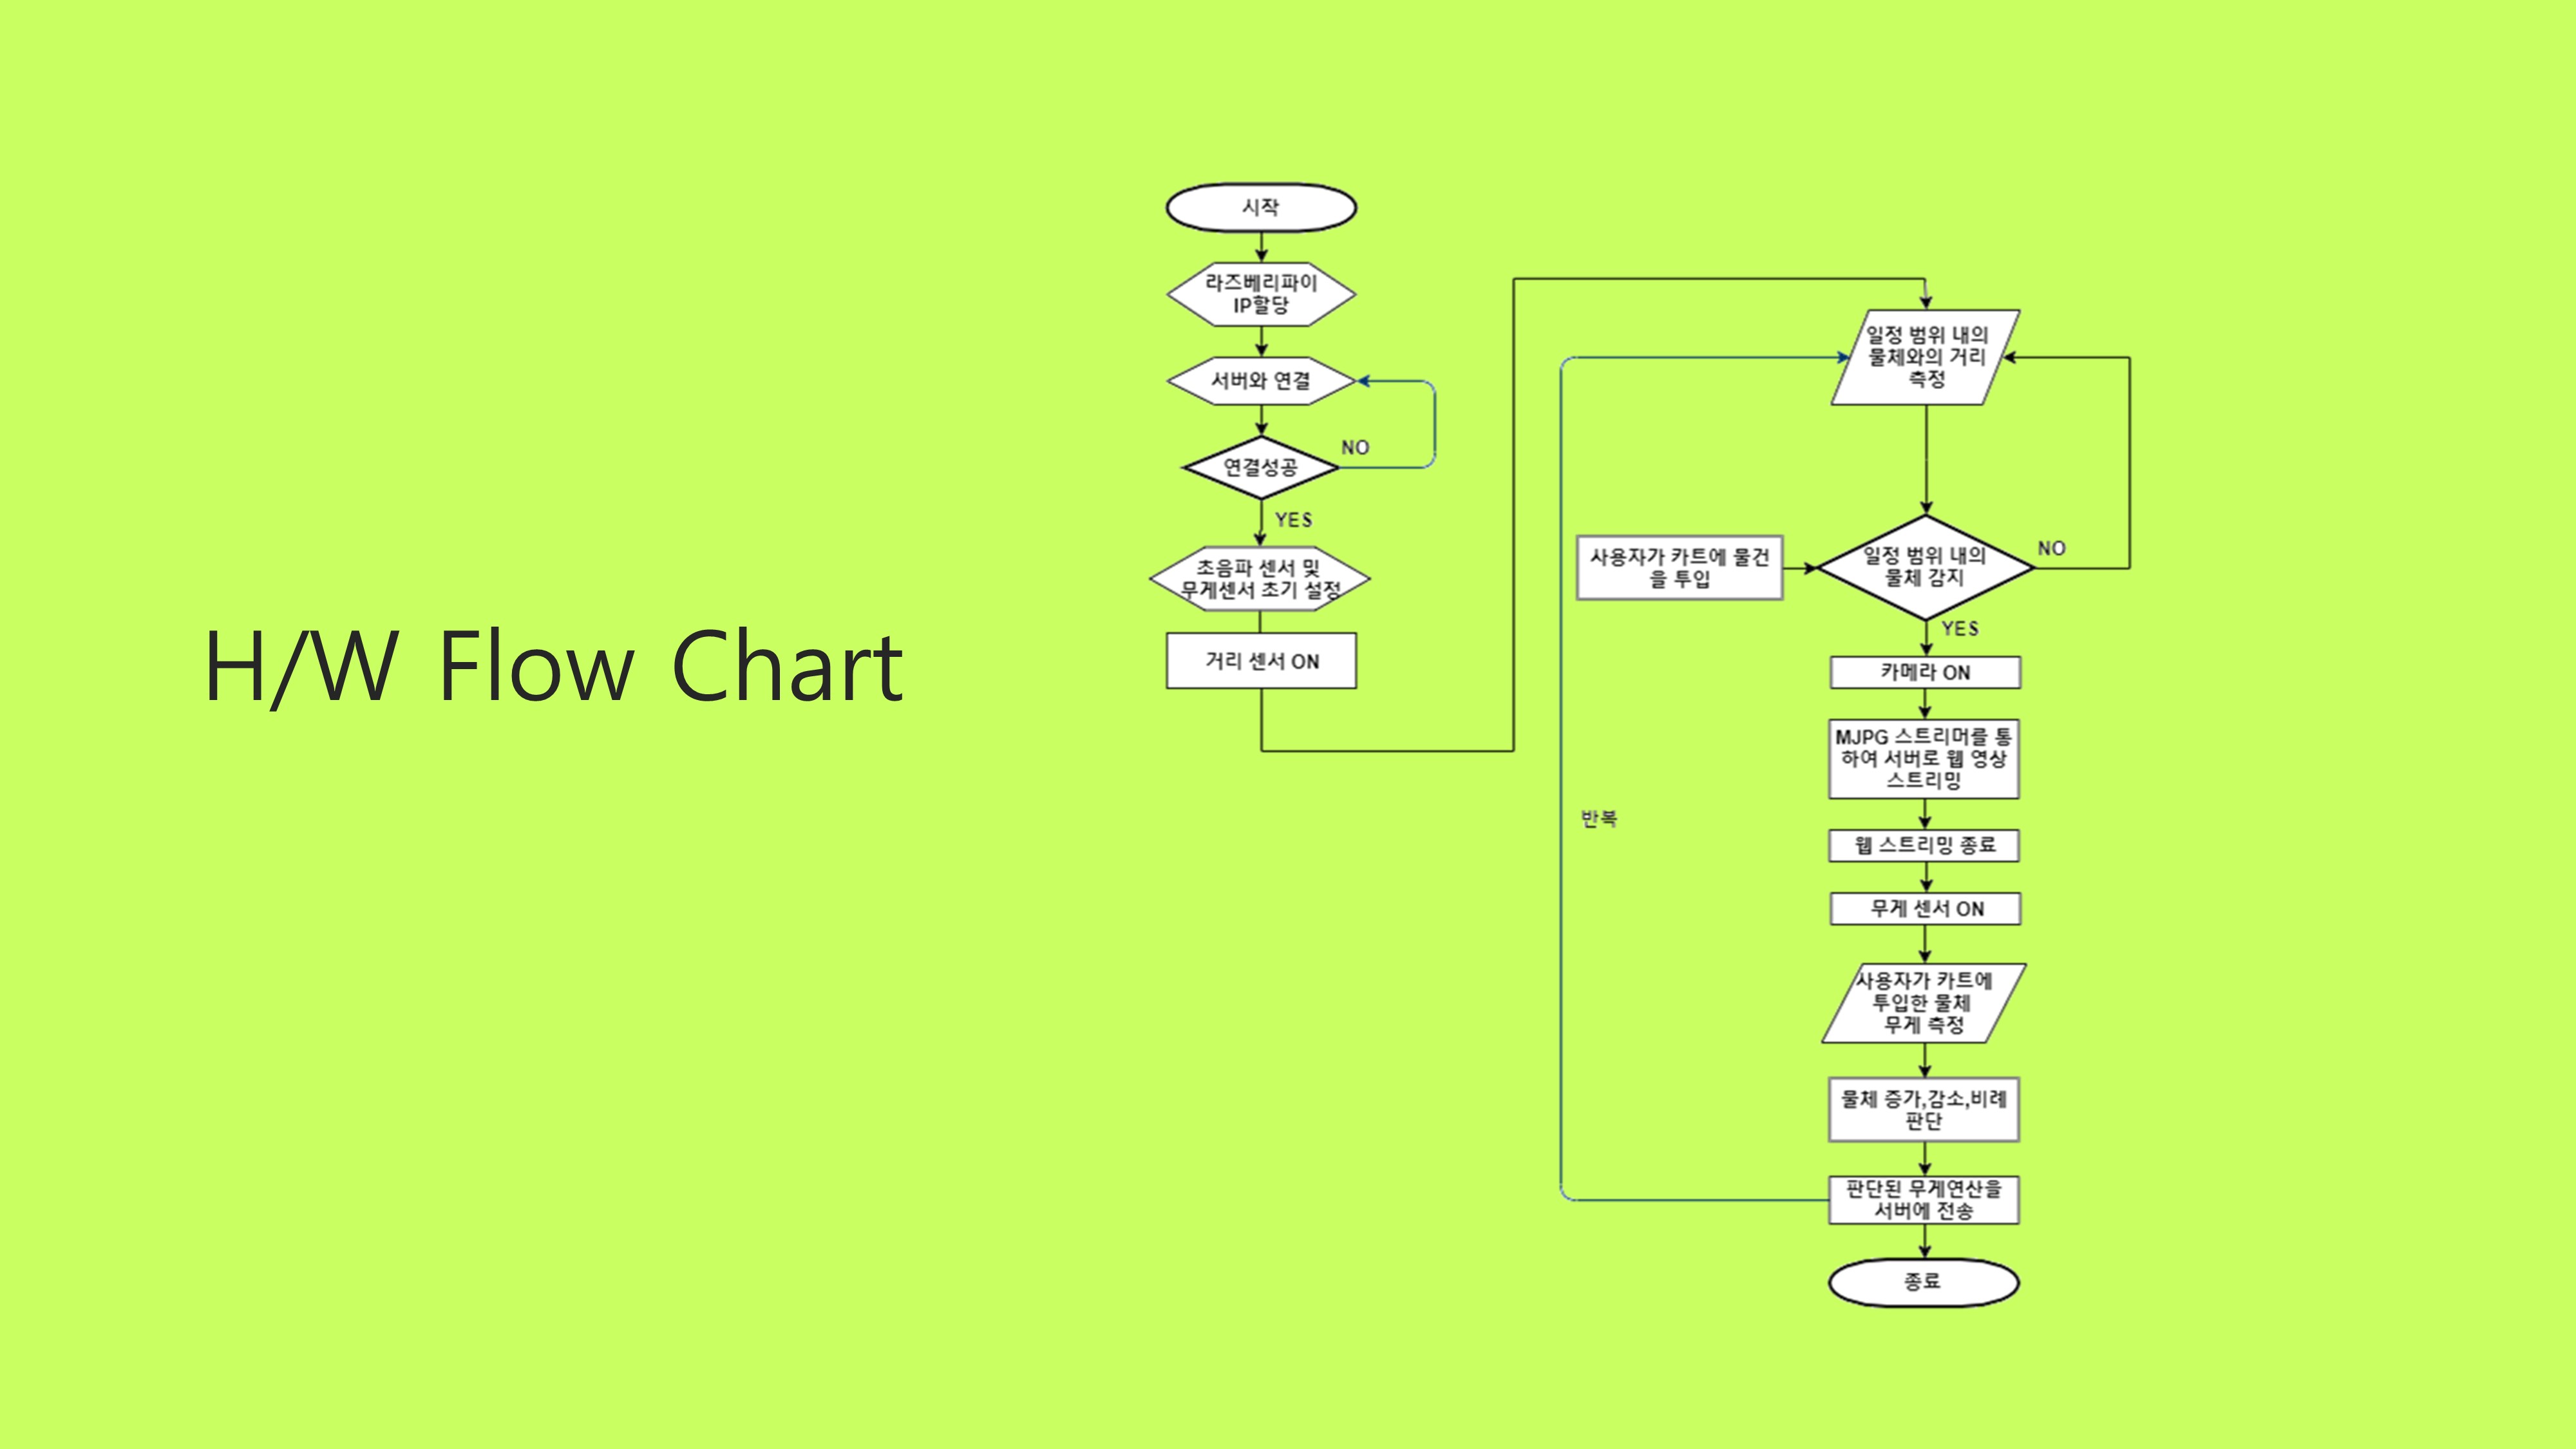 H/W Flow Chart
시작
라즈베리파이
IP할당
서버와 연결
연결성공
NO
YES
초음파 센서 및
무게센서 초기 설정
거리 센서 ON
일정 범위 내의
물체와의 거리
측정
사용자가 카트에 물건
을 투입
일정 범위 내의
물체 감지
NO
YES
카메라 ON
MJPG 스트리머를 통
하여 서버로 웹 영상
스트리밍
반복
웹 스트리밍 종료
무게 센서 ON
사용자가 카트에
투입한 물체
무게 측정
물체 증가,감소,비례
판단
판단된 무게연산을
서버에 전송
종료